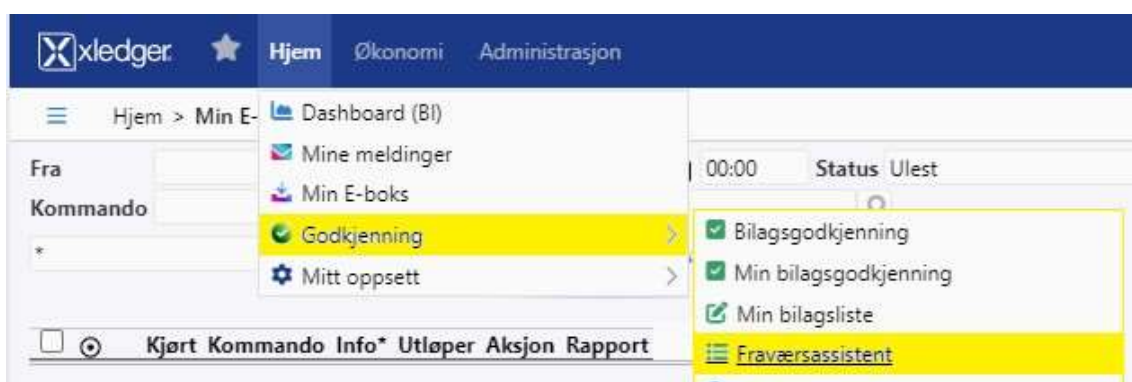 xledger Hjem Økonomi Administrasjon
Hjem > Min E-
Dashboard (BI)
Mine meldinger
Min E-boks
Godkjenning
Mitt oppsett
Fra 00:00 Status Ulest
Kommando
*
Bilagsgodkjenning
Min bilagsgodkjenning
Min bilagsliste
Fraværsassistent
Kjørt Kommando Info* Utløper Aksjon Rapport